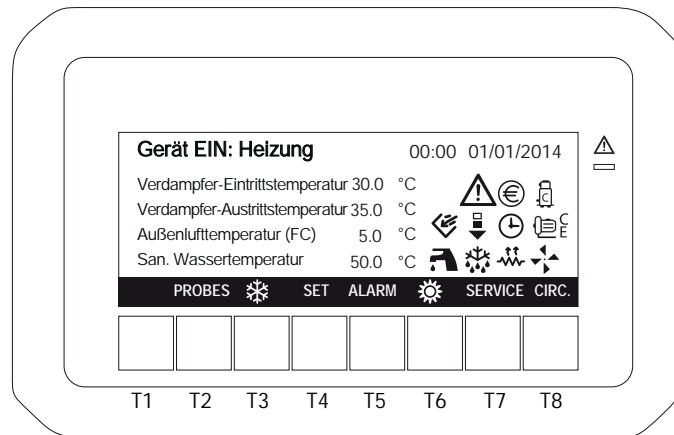 Gerät EIN: Heizung 00:00 01/01/2014
Verdampfer-Eintrittstemperatur 30.0 °C
Verdampfer-Austrittstemperatur 35.0 °C
Außenlufttemperatur (FC) 5.0 °C
San. Wassertemperatur 50.0 °C
PROBES SET ALARM SERVICE CIRC.
T1 T2 T3 T4 T5 T6 T7 T8